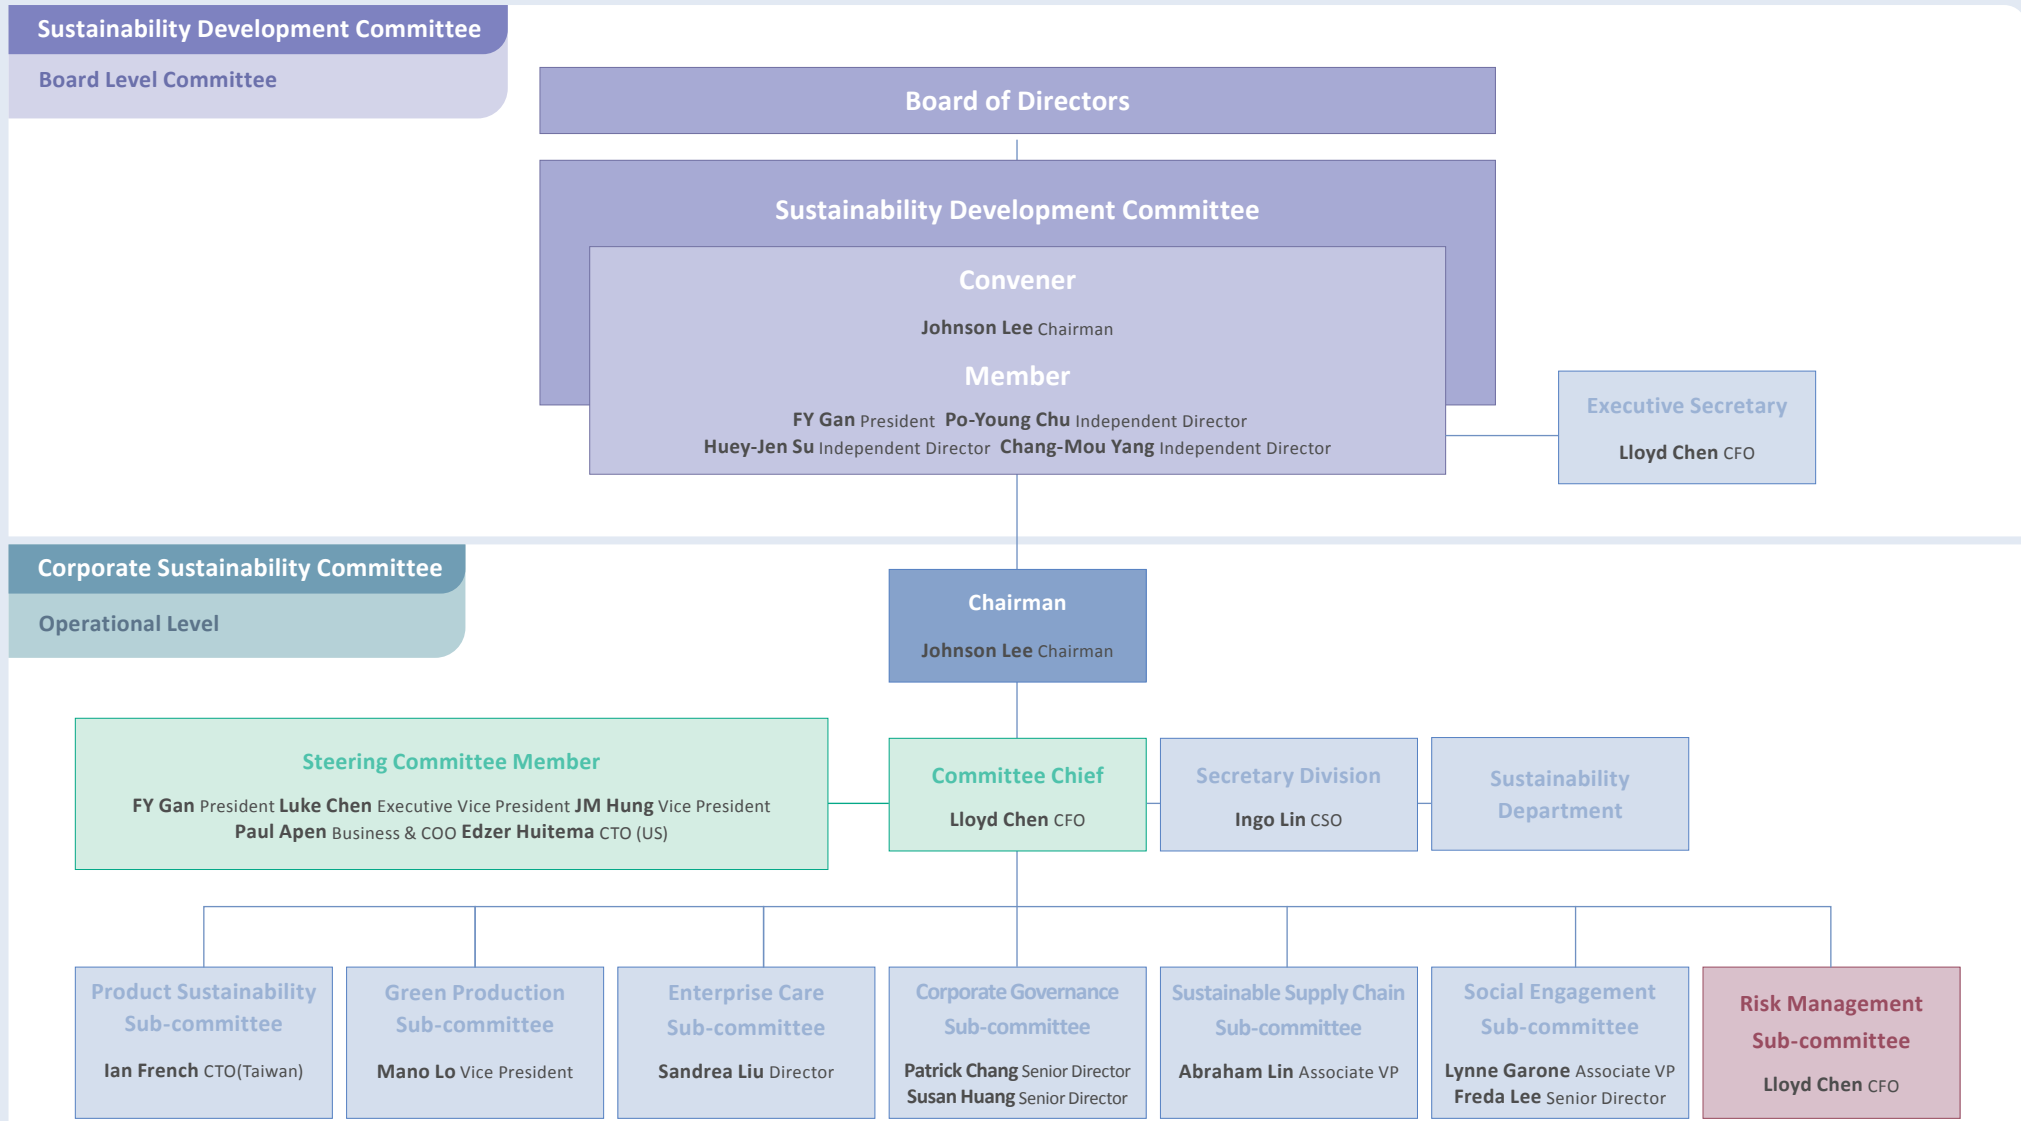 Sustainability Development Committee
Board Level Committee
Board of Directors
Sustainability Development Committee
Convener
Johnson Lee Chairman
Member
FY Gan President Po-Young Chu Independent Director
Huey-Jen Su Independent Director Chang-Mou Yang Independent Director
Executive Secretary
Lloyd Chen CFO
Corporate Sustainability Committee
Operational Level
Chairman
Johnson Lee Chairman
Steering Committee Member
FY Gan President Luke Chen Executive Vice President JM Hung Vice President
Paul Apen Business & COO Edzer Huitema CTO (US)
Committee Chief
Lloyd Chen CFO
Secretary Division
Ingo Lin CSO
Sustainability
Department
Product Sustainability
Sub-committee
Ian French CTO(Taiwan)
Green Production
Sub-committee
Mano Lo Vice President
Enterprise Care
Sub-committee
Sandrea Liu Director
Corporate Governance
Sub-committee
Patrick Chang Senior Director
Susan Huang Senior Director
Sustainable Supply Chain
Sub-committee
Abraham Lin Associate VP
Social Engagement
Sub-committee
Lynne Garone Associate VP
Freda Lee Senior Director
Risk Management
Sub-committee
Lloyd Chen CFO